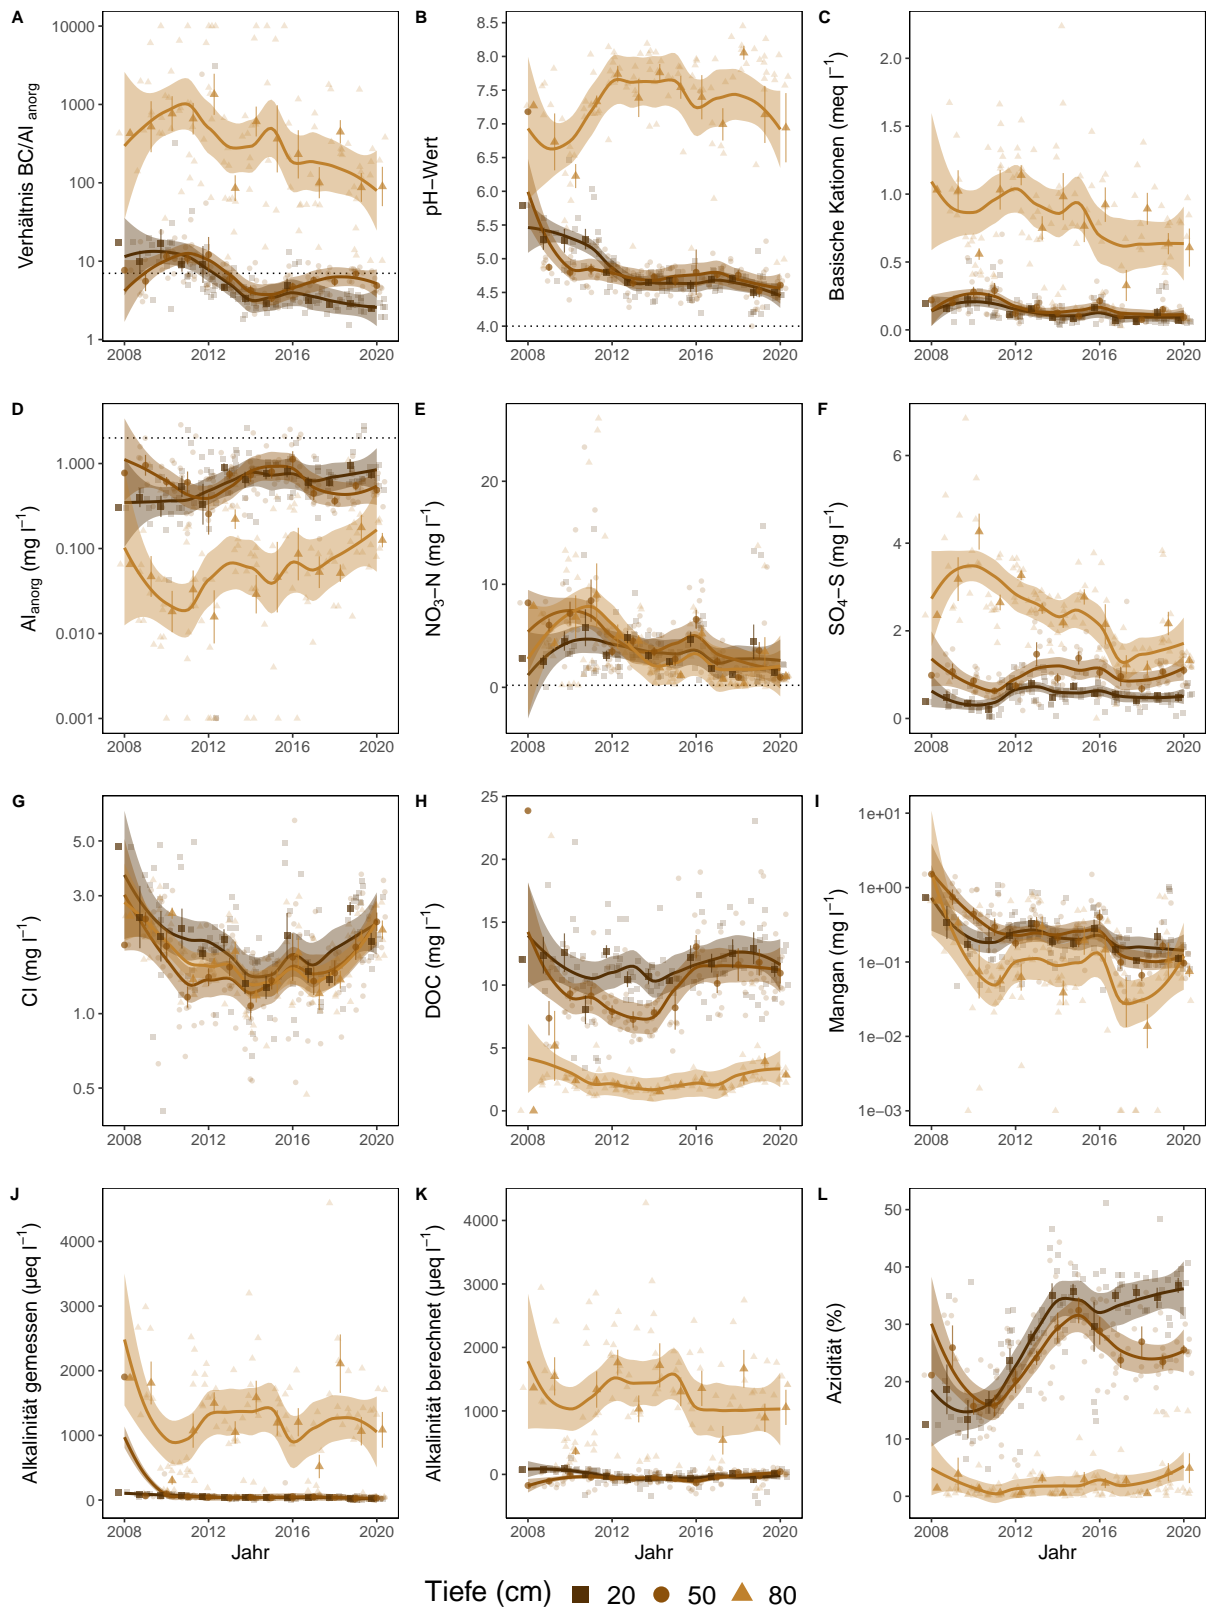 A
Verhältnis BC/Al anorg
10000
1000
100
10
1
2008 2012 2016 2020
B
pH−Wert
8.5
8.0
7.5
7.0
6.5
6.0
5.5
5.0
4.5
4.0
2008 2012 2016 2020
C
Basische Kationen (meq l−1)
2.0
1.5
1.0
0.5
0.0
2008 2012 2016 2020
D
Alanorg (mg l−1)
1.000
0.100
0.010
0.001
2008 2012 2016 2020
E
NO3−N (mg l−1)
20
10
0
2008 2012 2016 2020
F
SO4−S (mg l−1)
6
4
2
0
2008 2012 2016 2020
G
Cl (mg l−1)
5.0
3.0
1.0
0.5
2008 2012 2016 2020
H
DOC (mg l−1)
25
20
15
10
5
0
2008 2012 2016 2020
I
Mangan (mg l−1)
1e+01
1e+00
1e−01
1e−02
1e−03
2008 2012 2016 2020
J
Alkalinität gemessen (µeq l−1)
4000
3000
2000
1000
0
2008 2012 2016 2020
Jahr
K
Alkalinität berechnet (µeq l−1)
4000
3000
2000
1000
0
2008 2012 2016 2020
L
Azidität (%)
50
40
30
20
10
0
2008 2012 2016 2020
Jahr
Tiefe (cm) 20 50 80